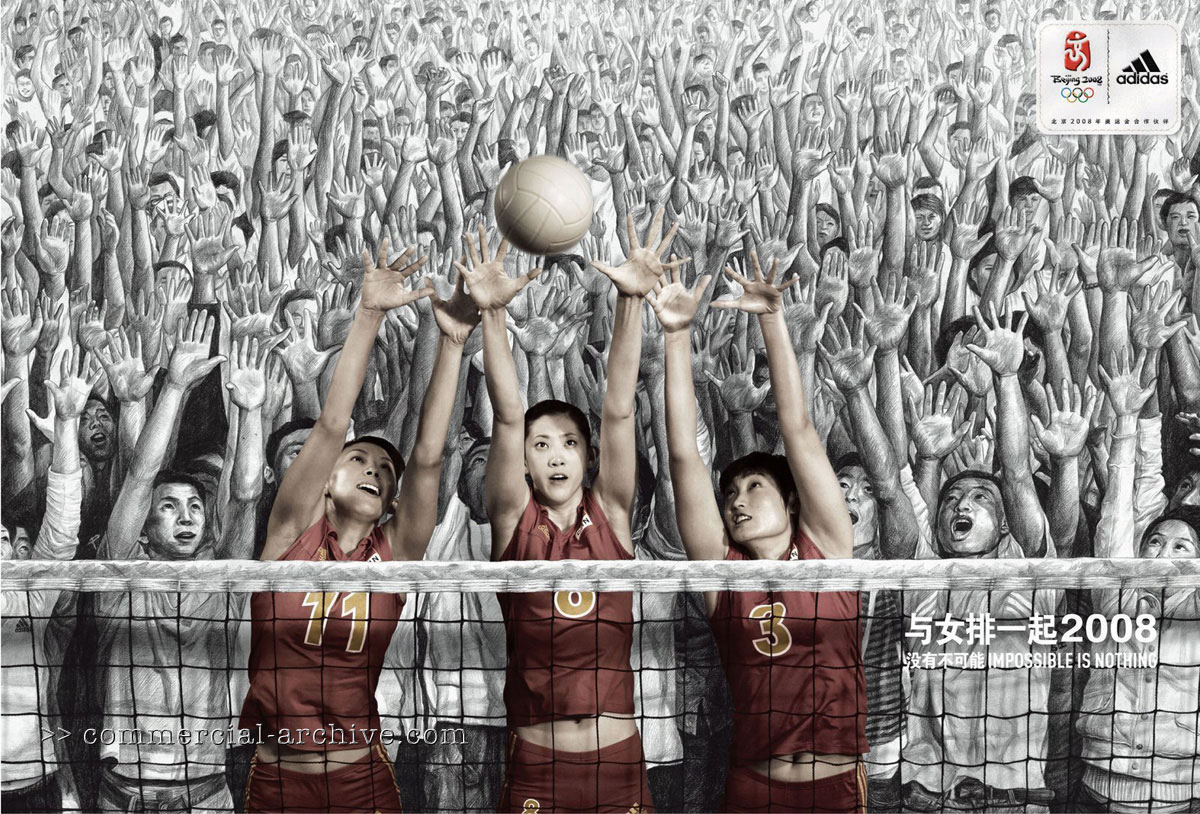 Beijing 2008
adidas
北京2008年奥运会合作伙伴
11
8
3
与女排一起2008
没有不可能 IMPOSSIBLE IS NOTHING
>> commercial-archive.com
8